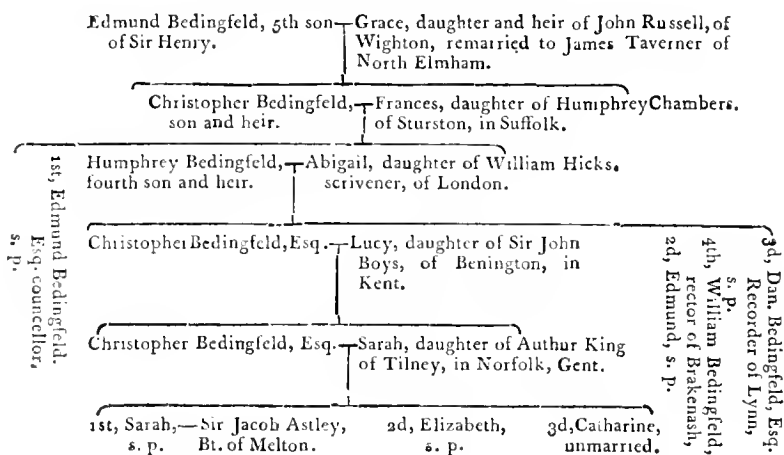 Edmund Bedingfeld, 5th son
of Sir Henry.
Grace, daughter and heir of John Russell, of
Wighton, remarried to James Taverner of
North Elmham.
Christopher Bedingfeld,
son and heir.
Frances, daughter of Humphrey Chambers.
of Sturston, in Suffolk.
1st, Edmund Bedingfeld.
Esq. councellor,
s. p.
Humphrey Bedingfeld,
fourth son and heir.
Abigail, daughter of William Hicks.
scrivener, of London.
Christopher Bedingfeld, Esq.
Lucy, daughter of Sir John
Boys, of Benington, in
Kent.
3d, Dan. Bedingfeld, Esq.
Recorder of Lynn,
s. p.
4th, William Bedingfeld,
rector of Brakenash,
2d, Edmund, s. p.
Christopher Bedingfeld, Esq.
Sarah, daughter of Authur King
of Tilney, in Norfolk, Gent.
1st, Sarah,
s. p.
Sir Jacob Astley,
Bt. of Melton.
2d, Elizabeth,
s. p.
3d, Catharine,
unmarried.